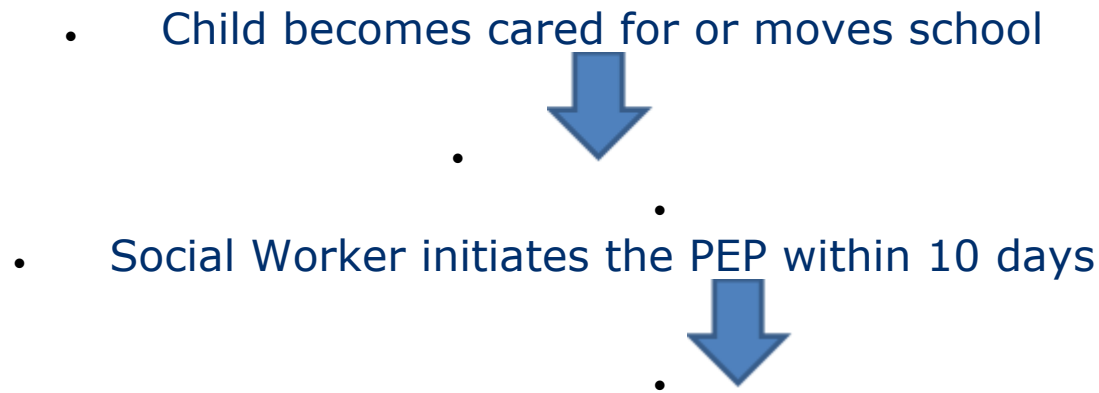 • Child becomes cared for or moves school
•
•
• Social Worker initiates the PEP within 10 days
•